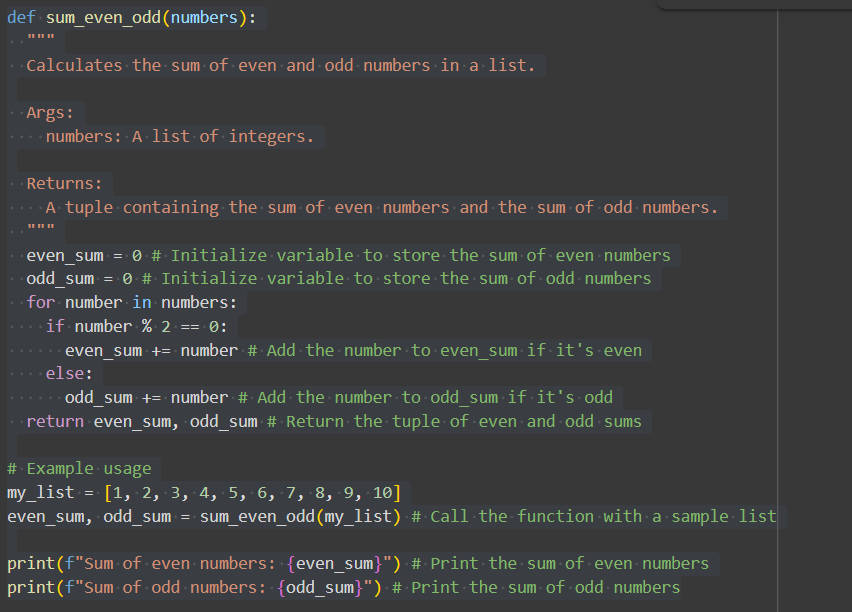 def sum_even_odd(numbers):
  """
  Calculates the sum of even and odd numbers in a list.

  Args:
    numbers: A list of integers.

  Returns:
    A tuple containing the sum of even numbers and the sum of odd numbers.
  """
  even_sum = 0 # Initialize variable to store the sum of even numbers
  odd_sum = 0 # Initialize variable to store the sum of odd numbers
  for number in numbers:
    if number % 2 == 0:
      even_sum += number # Add the number to even_sum if it's even
    else:
      odd_sum += number # Add the number to odd_sum if it's odd
  return even_sum, odd_sum # Return the tuple of even and odd sums

# Example usage
my_list = [1, 2, 3, 4, 5, 6, 7, 8, 9, 10]
even_sum, odd_sum = sum_even_odd(my_list) # Call the function with a sample list

print(f"Sum of even numbers: {even_sum}") # Print the sum of even numbers
print(f"Sum of odd numbers: {odd_sum}") # Print the sum of odd numbers